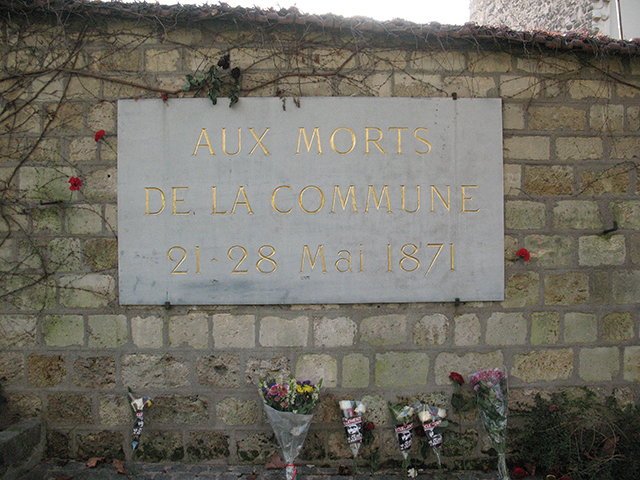 AUX MORTS
DE LA COMMUNE
21-28 Mai 1871